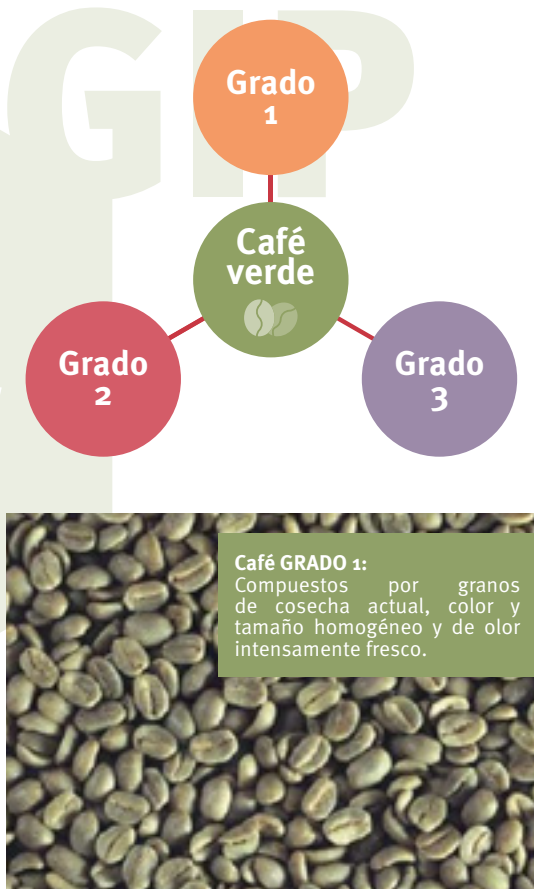 GIP
Grado
1
Café
verde
Grado
2
Grado
3
Café GRADO 1:
Compuestos por granos
de cosecha actual, color y
tamaño homogéneo y de olor
intensamente fresco.